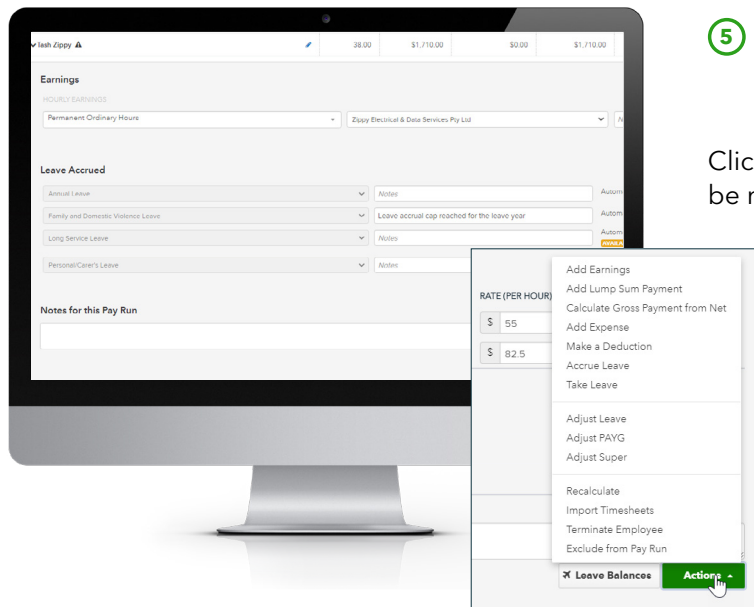 Tash Zippy 38.00 $1,710.00 $0.00 $1,710.00
Earnings
HOURLY EARNINGS
Permanent Ordinary Hours Zippy Electrical & Data Services Pty Ltd
Leave Accrued
Annual Leave Notes
Family and Domestic Violence Leave Leave accrual cap reached for the leave year
Long Service Leave Notes
Personal/Carer's Leave Notes
Notes for this Pay Run
5
Clic
be
RATE (PER HOUR)
$ 55
$ 82.5
Add Earnings
Add Lump Sum Payment
Calculate Gross Payment from Net
Add Expense
Make a Deduction
Accrue Leave
Take Leave
Adjust Leave
Adjust PAYG
Adjust Super
Recalculate
Import Timesheets
Terminate Employee
Exclude from Pay Run
Leave Balances Actions